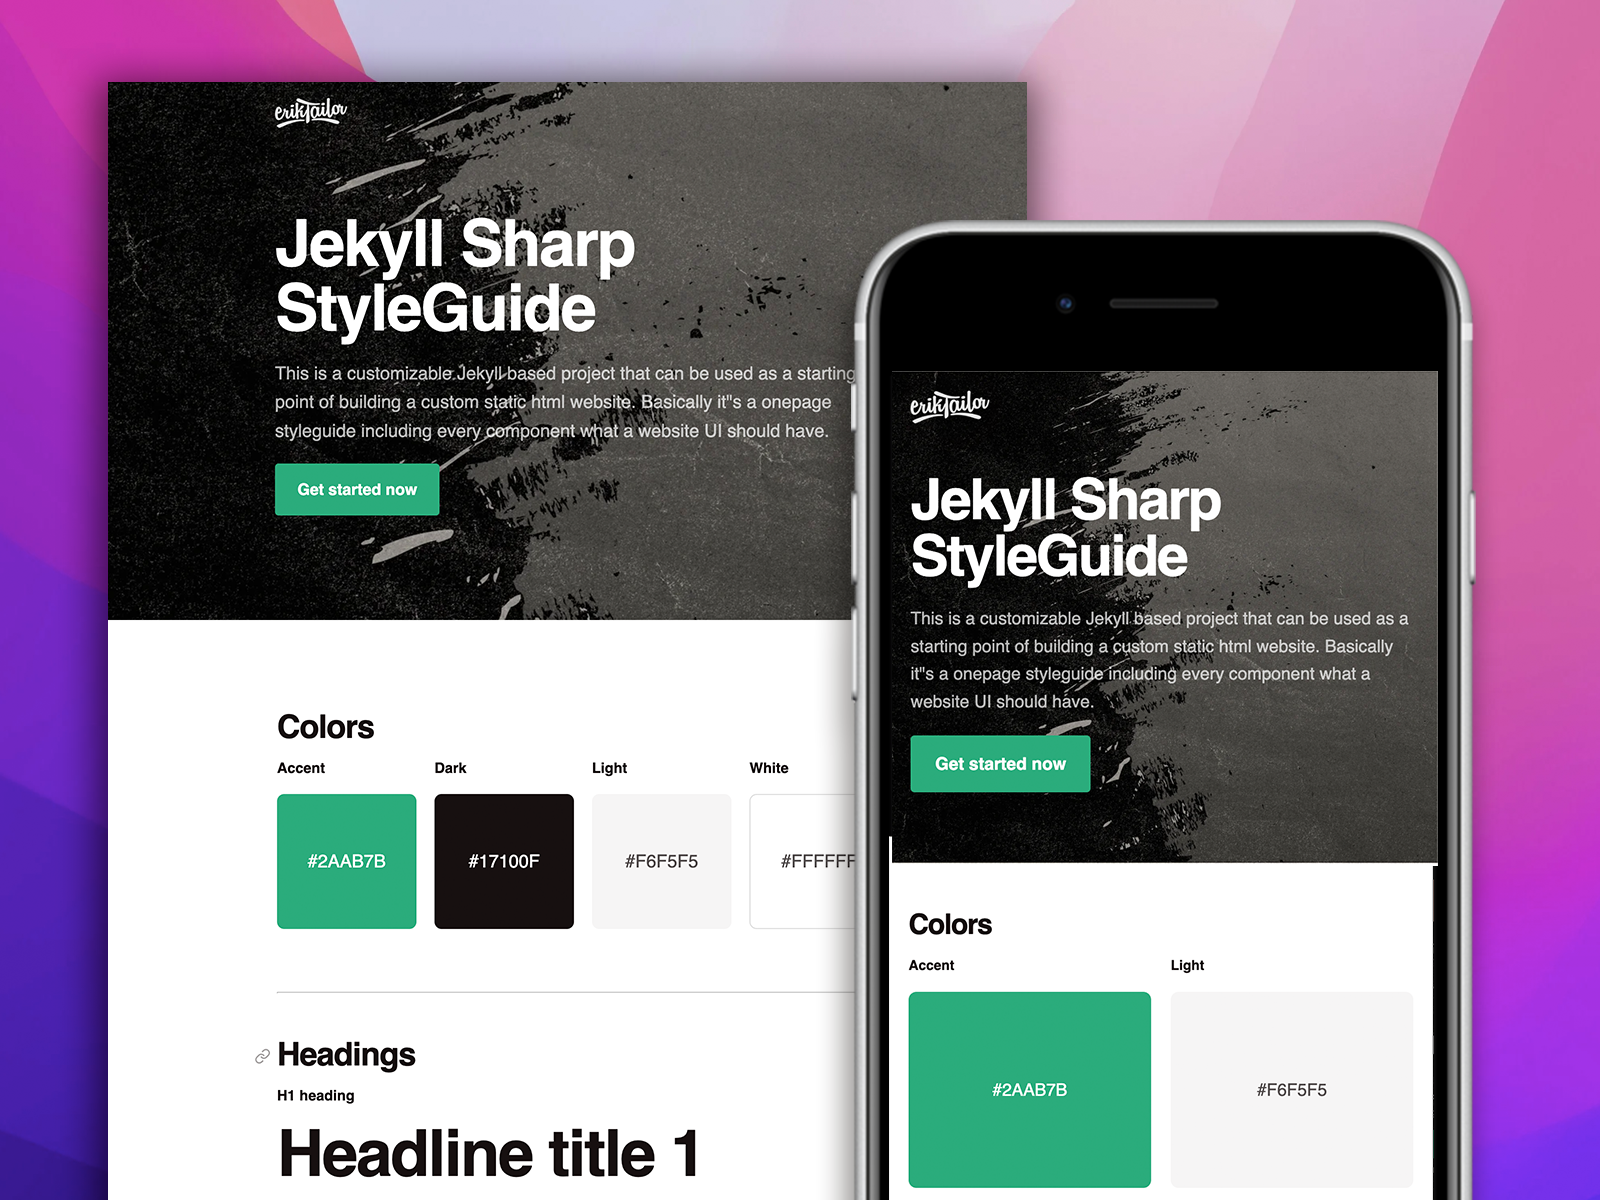 erikTailor
Jekyll Sharp
StyleGuide
This is a customizable Jekyll based project that can be used as a starting
point of building a custom static html website. Basically it"s a onepage
styleguide including every component what a website UI should have.
Get started now
Colors
Accent
Dark
Light
White
#2AAB7B
#17100F
#F6F5F5
#FFFFFF
Headings
H1 heading
Headline title 1
erikTailor
Jekyll Sharp
StyleGuide
This is a customizable Jekyll based project that can be used as a
starting point of building a custom static html website. Basically
it"s a onepage styleguide including every component what a
website UI should have.
Get started now
Colors
Accent
Light
#2AAB7B
#F6F5F5